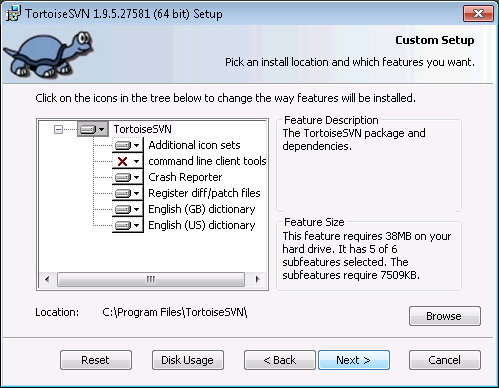 TortoiseSVN 1.9.5.27581 (64 bit) Setup
Custom Setup
Pick an install location and which features you want.
Click on the icons in the tree below to change the way features will be installed.
TortoiseSVN
Additional icon sets
command line client tools
Crash Reporter
Register diff/patch files
English (GB) dictionary
English (US) dictionary
Feature Description
The TortoiseSVN package and
dependencies.
Feature Size
This feature requires 38MB on your
hard drive. It has 5 of 6
subfeatures selected. The
subfeatures require 7509KB.
Location: C:\Program Files\TortoiseSVN\
Browse
Reset Disk Usage < Back Next > Cancel